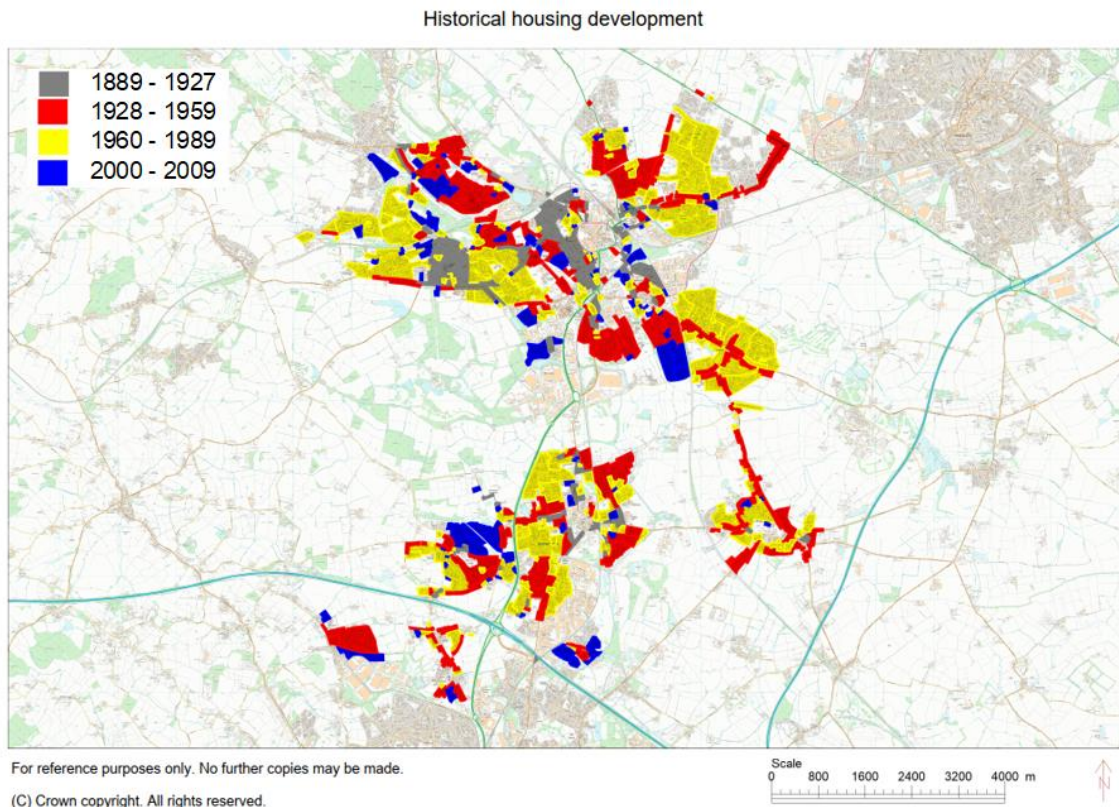 Historical housing development
1889 - 1927
1928 - 1959
1960 - 1989
2000 - 2009
For reference purposes only. No further copies may be made.
(C) Crown copyright. All rights reserved.
Scale
0 800 1600 2400 3200 4000 m
N